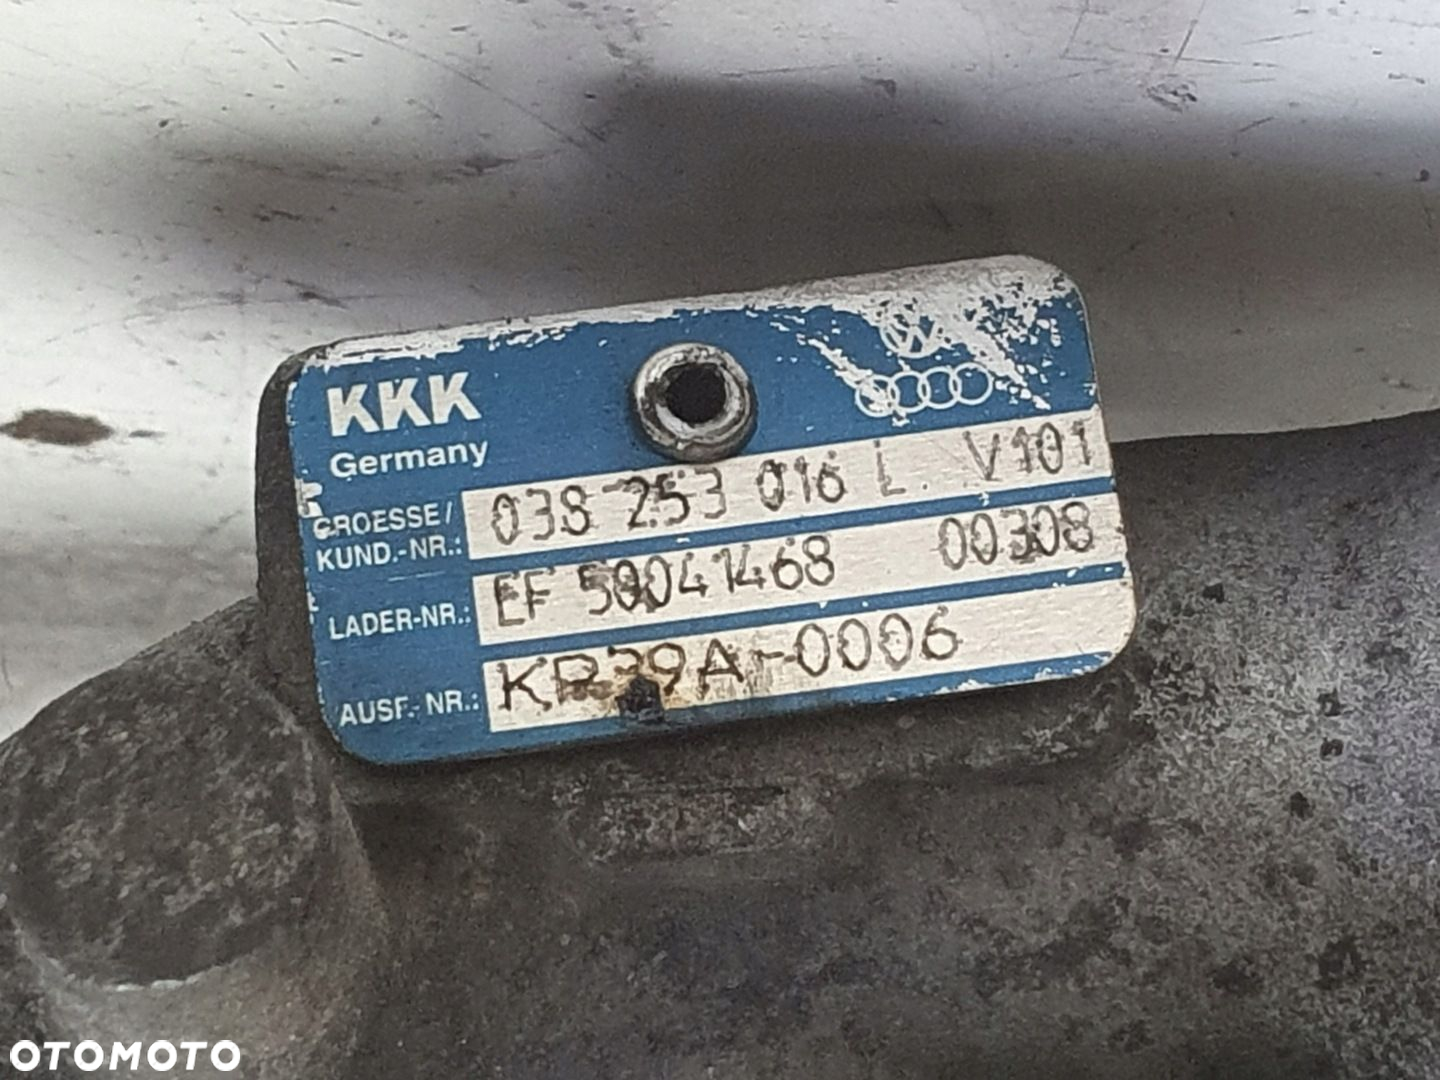 KKK
Germany
GROESSE/
KUND.-NR.: 038 253 016 L V101
LADER-NR.: EF 50041468 00308
AUSF.-NR.: KP39A-0006
OTOMOTO